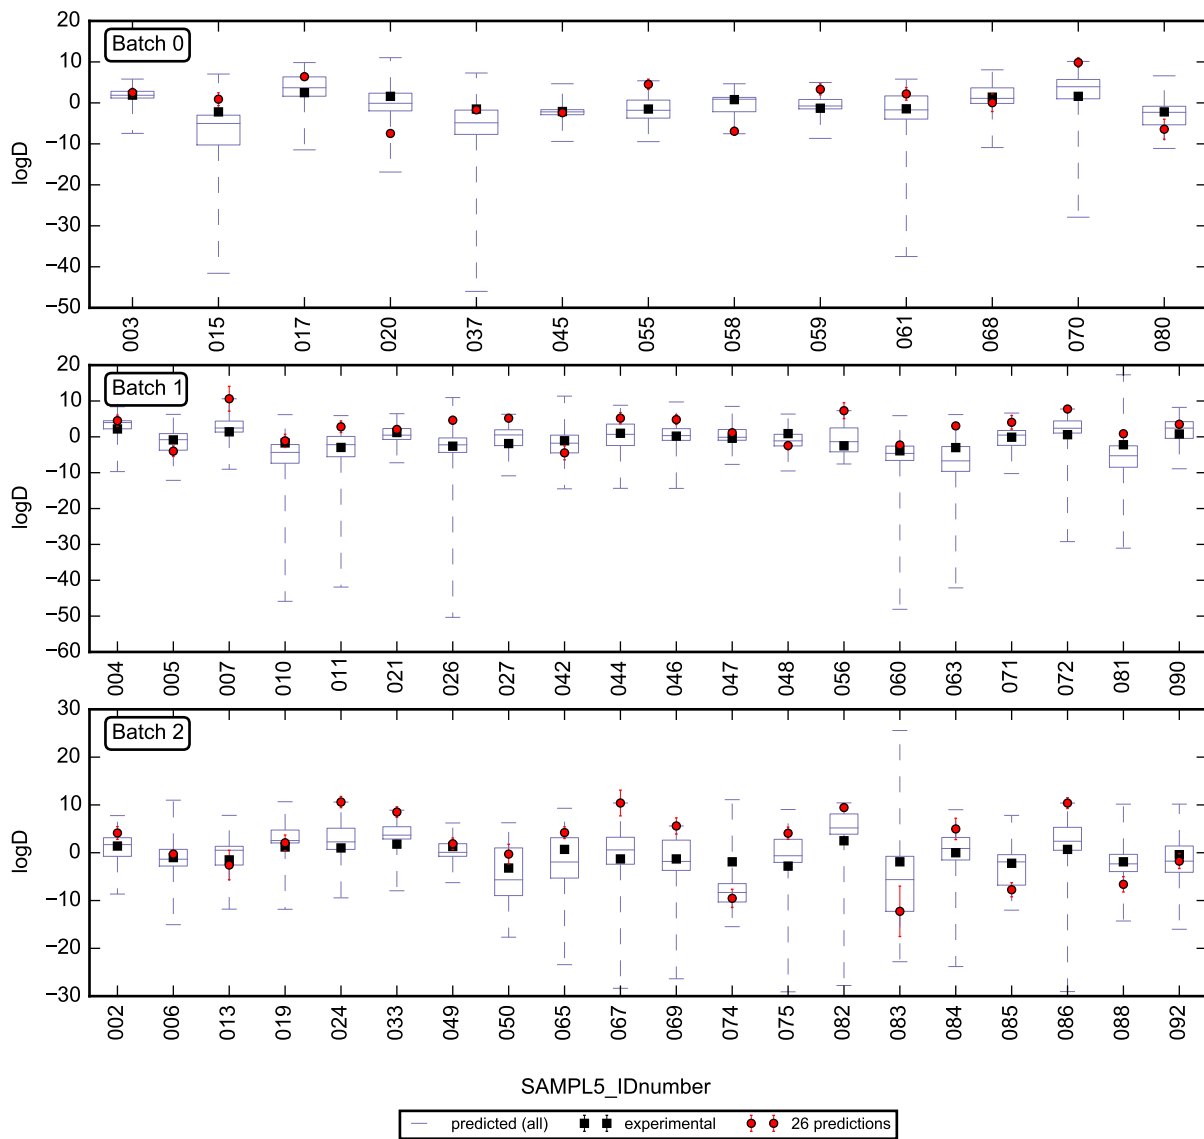 Batch 0
20
10
0
−10
−20
−30
−40
−50
logD
003 015 017 020 037 045 055 058 059 061 068 070 080
Batch 1
20
10
0
−10
−20
−30
−40
−50
−60
logD
004 005 007 010 011 021 026 027 042 044 046 047 048 056 060 063 071 072 081 090
Batch 2
30
20
10
0
−10
−20
−30
logD
002 006 013 019 024 033 049 050 065 067 069 074 075 082 083 084 085 086 088 092
SAMPL5_IDnumber
predicted (all) experimental 26 predictions